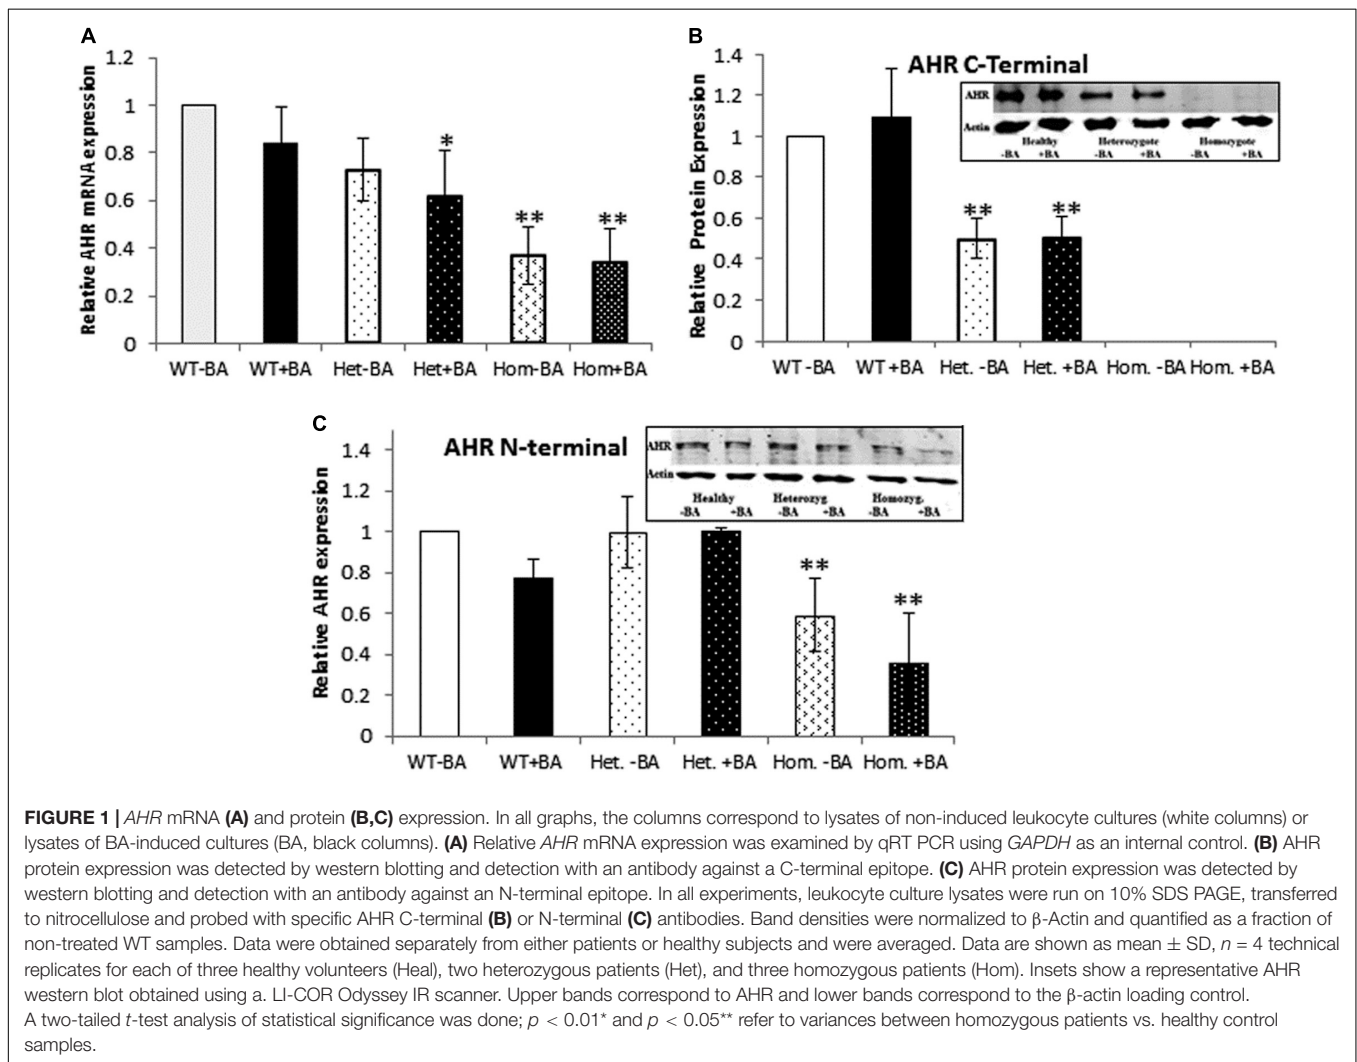 A
Relative AHR mRNA expression
1.2
1
0.8
0.6
0.4
0.2
0
*
**
**
WT-BA WT+BA Het-BA Het+BA Hom-BA Hom+BA
B
Relative Protein Expression
1.4
1.2
1
0.8
0.6
0.4
0.2
0
AHR C-Terminal
AHR
Actin
Healthy Heterozygote Homozygote
-BA +BA -BA +BA -BA +BA
**
**
WT -BA WT +BA Het. -BA Het. +BA Hom. -BA Hom. +BA
C
Relative AHR expression
1.4
1.2
1
0.8
0.6
0.4
0.2
0
AHR N-terminal
AHR
Actin
Healthy Heterozyg. Homozyg.
-BA +BA -BA +BA -BA +BA
**
**
WT-BA WT+BA Het. -BA Het. +BA Hom. -BA Hom. +BA
FIGURE 1 | AHR mRNA (A) and protein (B,C) expression. In all graphs, the columns correspond to lysates of non-induced leukocyte cultures (white columns) or
lysates of BA-induced cultures (BA, black columns). (A) Relative AHR mRNA expression was examined by qRT PCR using GAPDH as an internal control. (B) AHR
protein expression was detected by western blotting and detection with an antibody against a C-terminal epitope. (C) AHR protein expression was detected by
western blotting and detection with an antibody against an N-terminal epitope. In all experiments, leukocyte culture lysates were run on 10% SDS PAGE, transferred
to nitrocellulose and probed with specific AHR C-terminal (B) or N-terminal (C) antibodies. Band densities were normalized to β-Actin and quantified as a fraction of
non-treated WT samples. Data were obtained separately from either patients or healthy subjects and were averaged. Data are shown as mean ± SD, n = 4 technical
replicates for each of three healthy volunteers (Heal), two heterozygous patients (Het), and three homozygous patients (Hom). Insets show a representative AHR
western blot obtained using a. LI-COR Odyssey IR scanner. Upper bands correspond to AHR and lower bands correspond to the β-actin loading control.
A two-tailed t-test analysis of statistical significance was done; p < 0.01* and p < 0.05** refer to variances between homozygous patients vs. healthy control
samples.